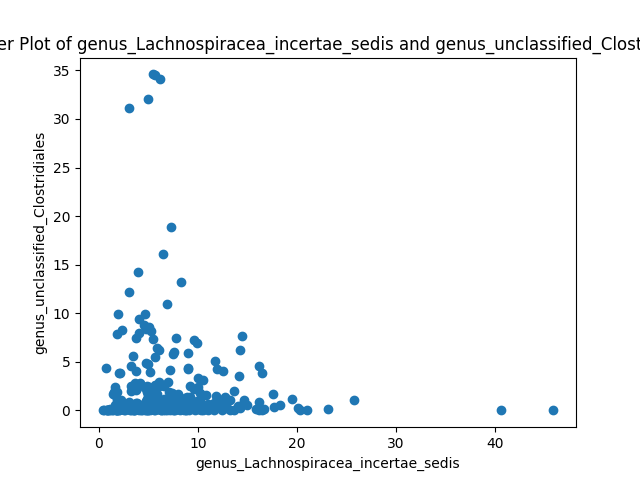 er Plot of genus_Lachnospiracea_incertae_sedis and genus_unclassified_Clost
35
30
25
20
15
10
5
0
genus_unclassified_Clostridiales
0 10 20 30 40
genus_Lachnospiracea_incertae_sedis